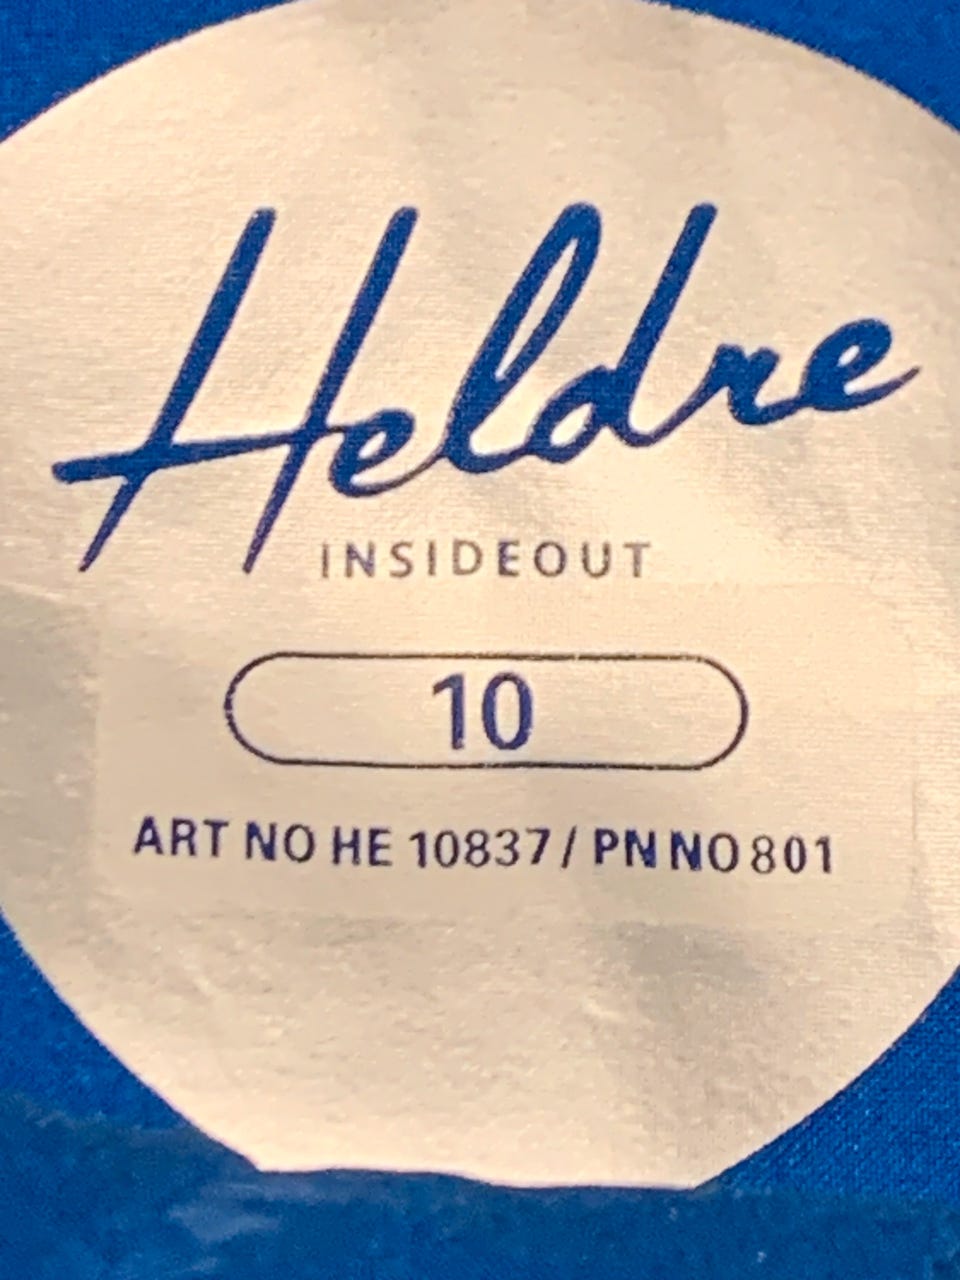 Heldre
INSIDEOUT
10
ART NO HE 10837 / PN NO 801